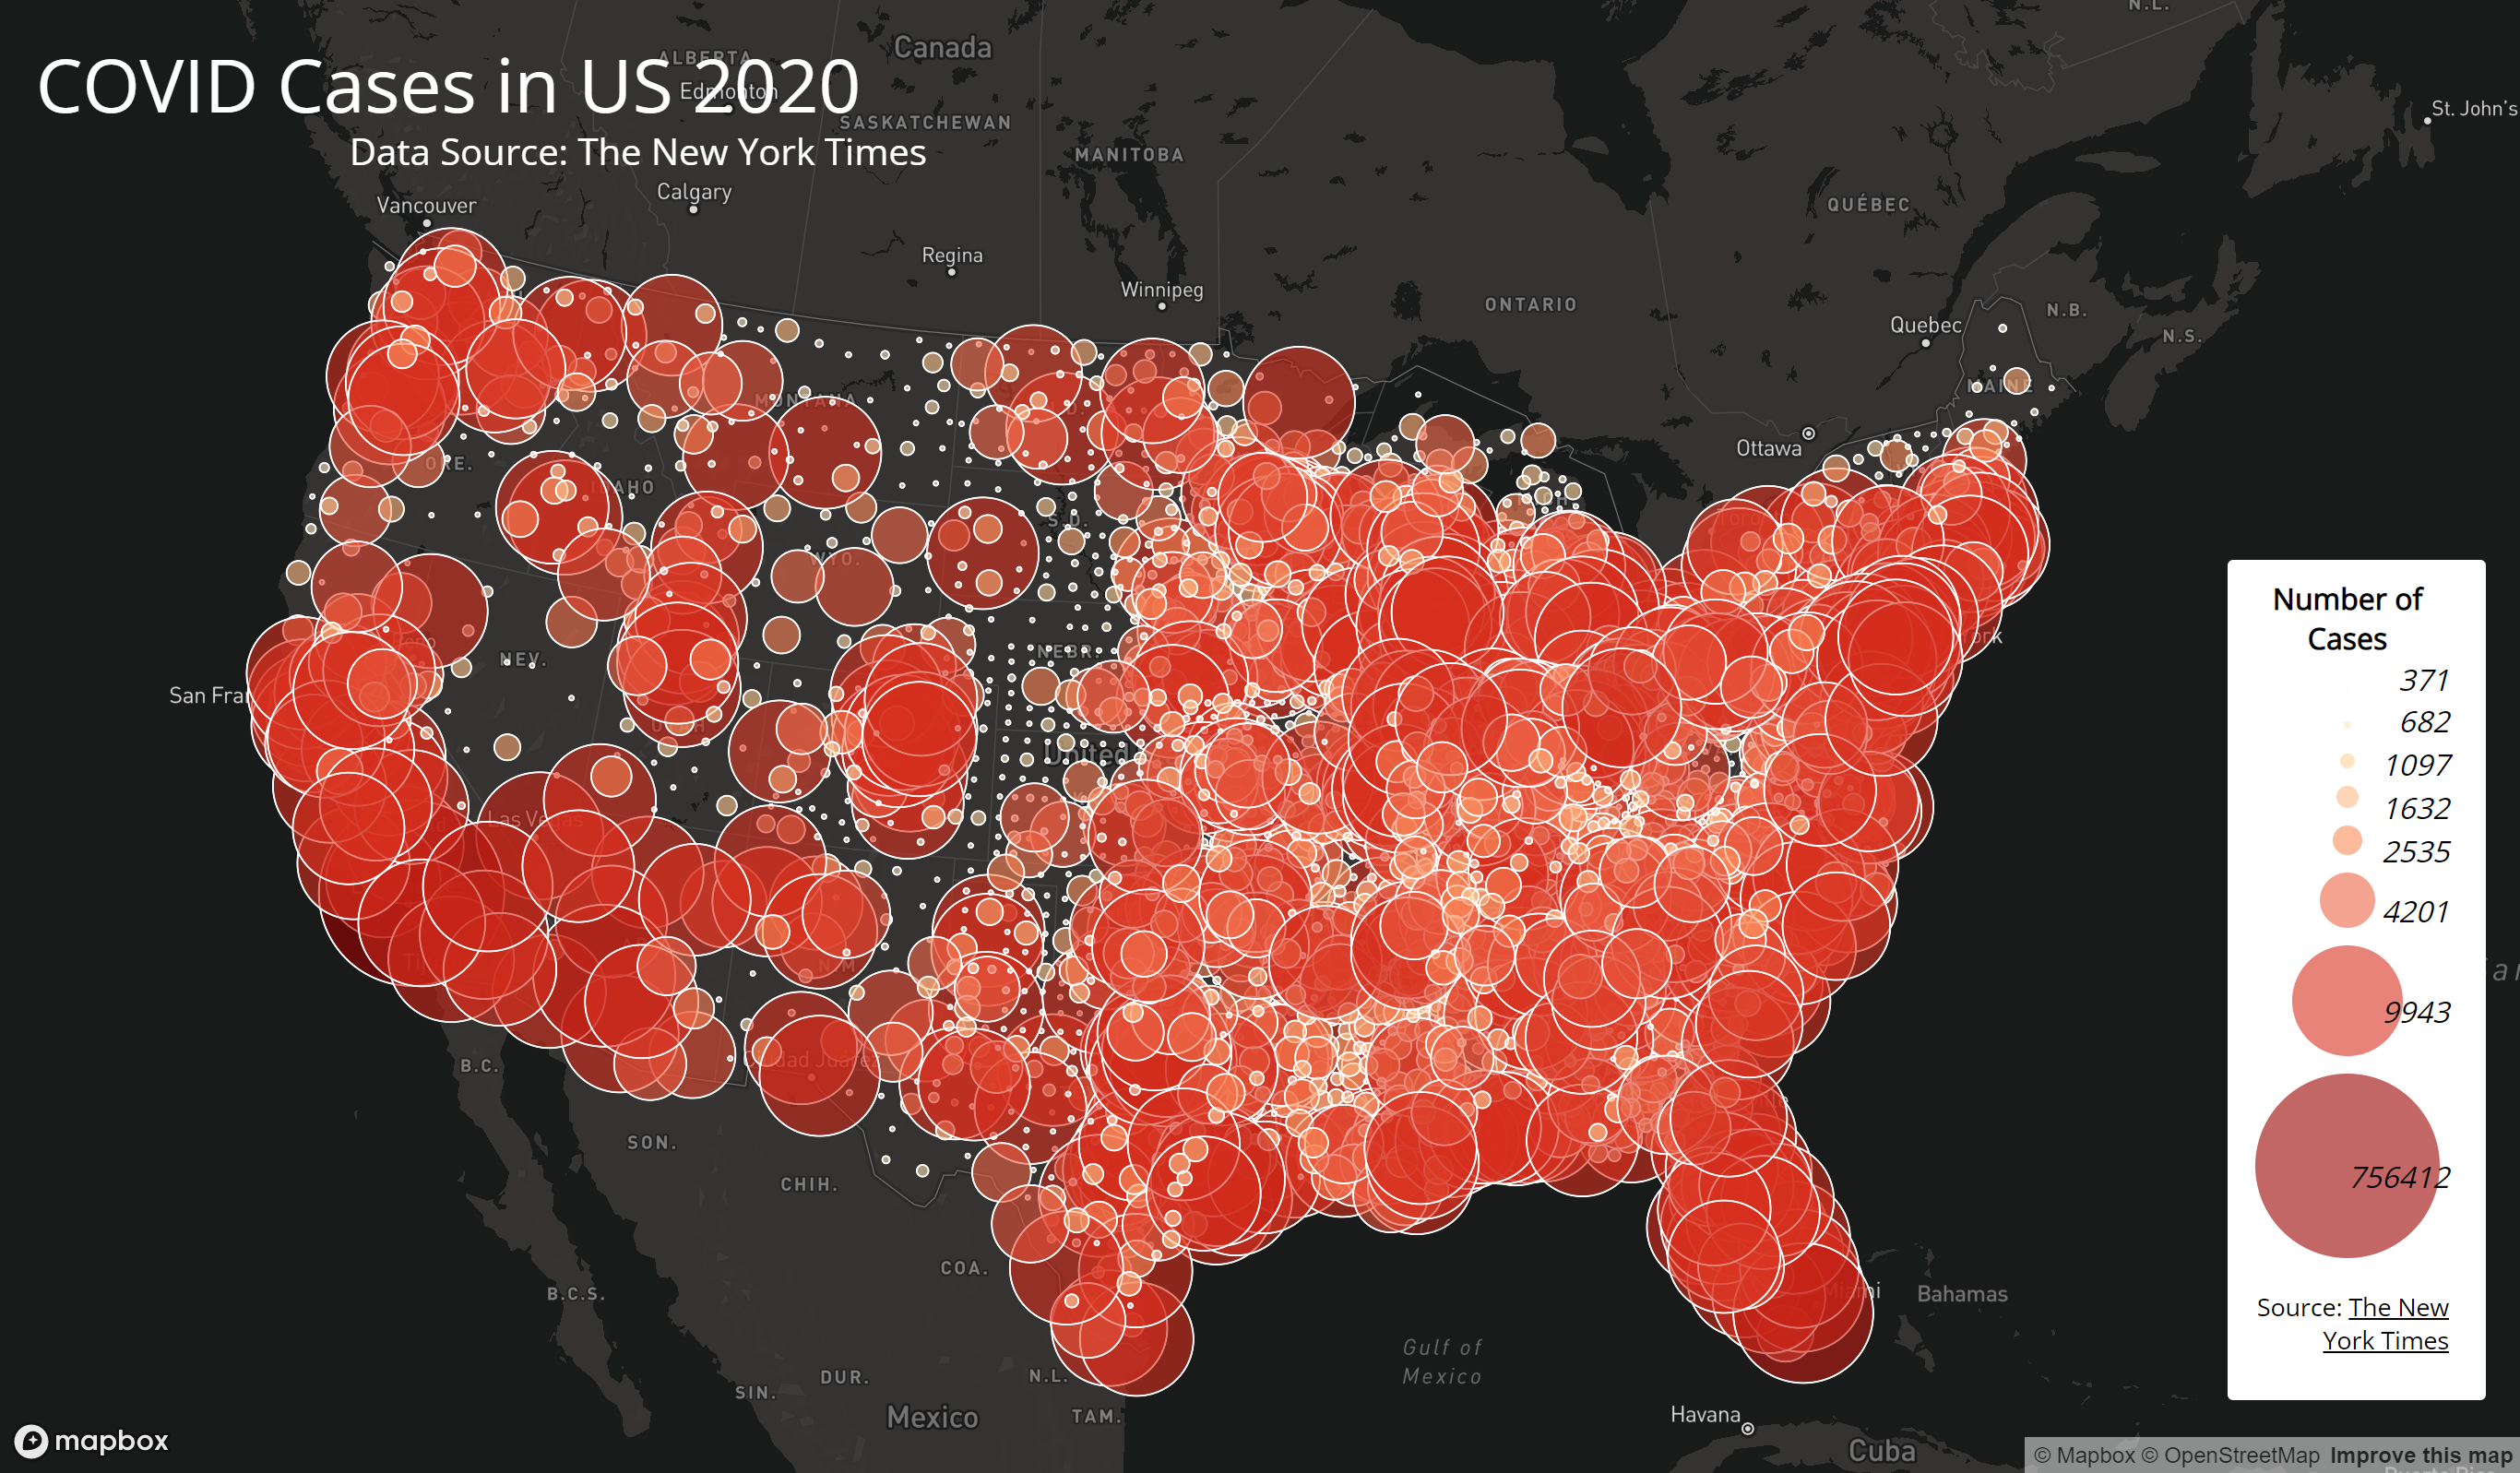 COVID Cases in US 2020
Data Source: The New York Times
N.L.
Canada
ALBERTA
Edmonton
St. John's
SASKATCHEWAN
MANITOBA
Calgary
QUÉBEC
Vancouver
Regina
Winnipeg
ONTARIO
N.B.
Quebec
N.S.
MAINE
MONTANA
Ottawa
ORE.
S.D.
WYO.
NEV.
NEBR.
San Fran
United
Las Vegas
N.M.
Ciudad Juárez
B.C.
SON.
CHIH.
COA.
B.C.S.
Miami
Bahamas
Gulf of
Mexico
DUR.
N.L.
SIN.
Mexico
TAM.
Havana
Cuba
Number of
Cases
371
682
1097
1632
2535
4201
9943
756412
Source: The New
York Times
mapbox
© Mapbox © OpenStreetMap Improve this map